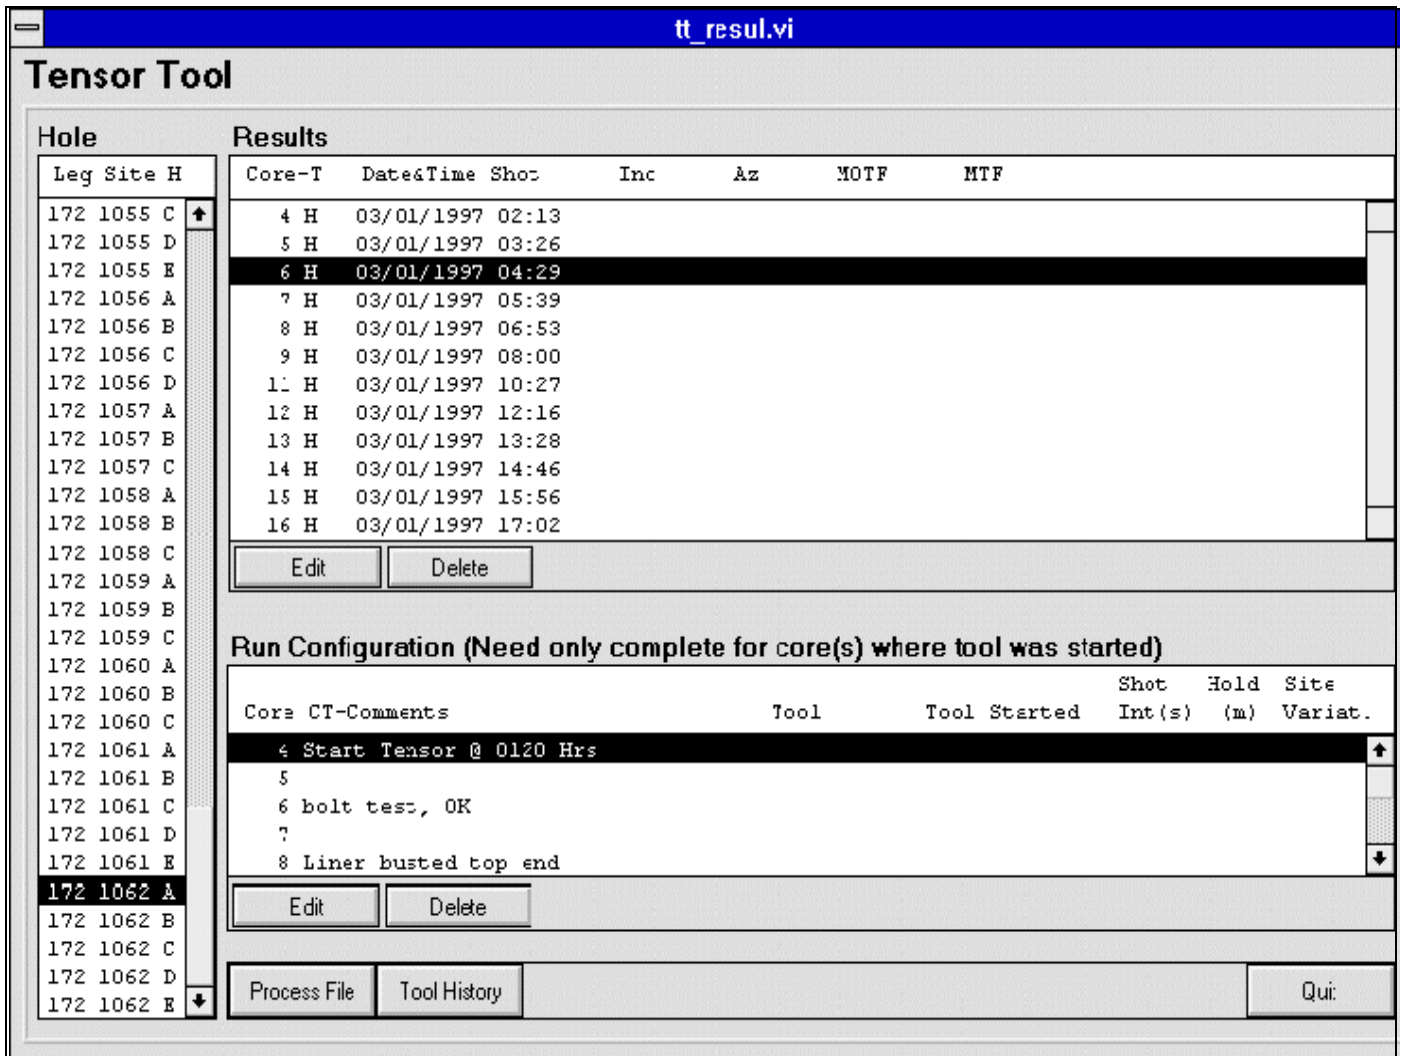 tt_resul.vi
Tensor Tool
Hole
Leg Site H
172 1055 C
172 1055 D
172 1055 E
172 1056 A
172 1056 B
172 1056 C
172 1056 D
172 1057 A
172 1057 B
172 1057 C
172 1058 A
172 1058 B
172 1058 C
172 1059 A
172 1059 B
172 1059 C
172 1060 A
172 1060 B
172 1060 C
172 1061 A
172 1061 B
172 1061 C
172 1061 D
172 1061 E
172 1062 A
172 1062 B
172 1062 C
172 1062 D
172 1062 E
Results
Core-T Date&Time Shot Inc Az MOTF MTF
4 H 03/01/1997 02:13
5 H 03/01/1997 03:26
6 H 03/01/1997 04:29
7 H 03/01/1997 05:39
8 H 03/01/1997 06:53
9 H 03/01/1997 08:00
11 H 03/01/1997 10:27
12 H 03/01/1997 12:16
13 H 03/01/1997 13:28
14 H 03/01/1997 14:46
15 H 03/01/1997 15:56
16 H 03/01/1997 17:02
Edit Delete
Run Configuration (Need only complete for core(s) where tool was started)
Shot Hold Site
Core CT-Comments Tool Tool Started Int(s) (m) Variat.
4 Start Tensor @ 0120 Hrs
5
6 bolt test, OK
7
8 Liner busted top end
Edit Delete
Process File Tool History Quit